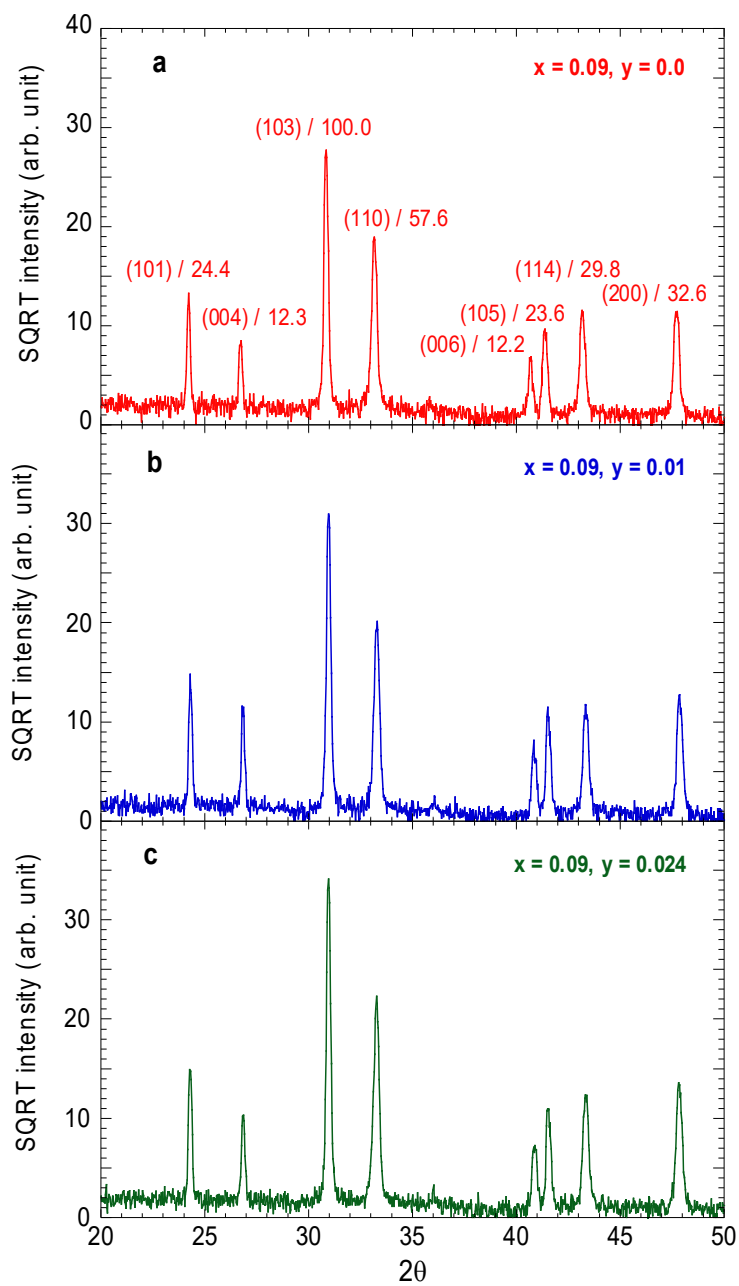 40
a
x = 0.09, y = 0.0
(103) / 100.0
30
(110) / 57.6
20
(101) / 24.4
(114) / 29.8
(200) / 32.6
(004) / 12.3
(105) / 23.6
(006) / 12.2
10
0
SQRT intensity (arb. unit)
b
x = 0.09, y = 0.01
30
20
10
0
SQRT intensity (arb. unit)
c
x = 0.09, y = 0.024
30
20
10
0
SQRT intensity (arb. unit)
20 25 30 35 40 45 50
2θ